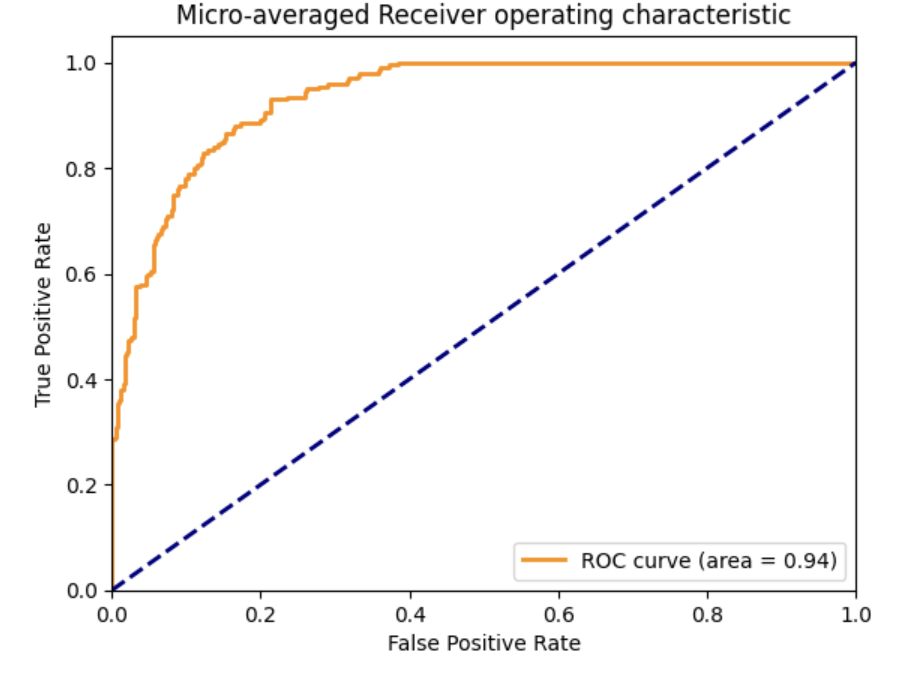 Micro-averaged Receiver operating characteristic
1.0
0.8
0.6
0.4
0.2
0.0
True Positive Rate
ROC curve (area = 0.94)
0.0 0.2 0.4 0.6 0.8 1.0
False Positive Rate